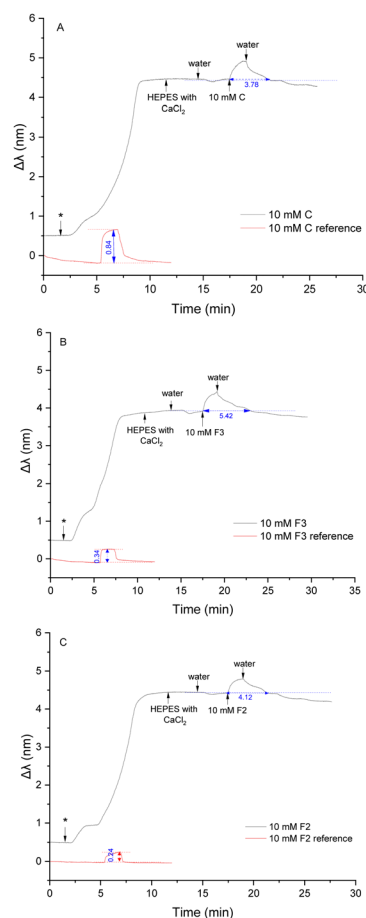 A
6
5
4
3
2
1
0
Δλ (nm)
water
water
HEPES with
CaCl2
10 mM C
3.78
*
0.84
10 mM C
10 mM C reference
0
5
10
15
20
25
30
Time (min)
B
6
5
4
3
2
1
0
Δλ (nm)
water
water
HEPES with
CaCl2
10 mM F3
5.42
*
0.34
10 mM F3
10 mM F3 reference
0
5
10
15
20
25
30
35
Time (min)
C
6
5
4
3
2
1
0
Δλ (nm)
water
water
HEPES with
CaCl2
10 mM F2
4.12
*
0.24
10 mM F2
10 mM F2 reference
0
5
10
15
20
25
30
Time (min)